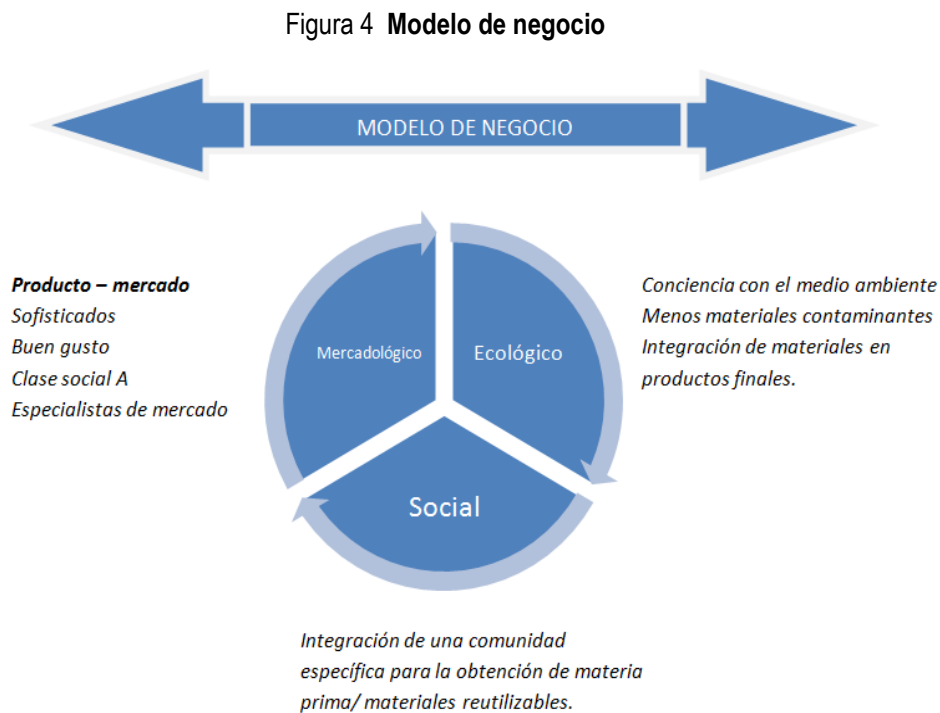 Figura 4 Modelo de negocio
MODELO DE NEGOCIO
Producto – mercado
Sofisticados
Buen gusto
Clase social A
Especialistas de mercado
Mercadológico
Ecológico
Conciencia con el medio ambiente
Menos materiales contaminantes
Integración de materiales en
productos finales.
Social
Integración de una comunidad
específica para la obtención de materia
prima/ materiales reutilizables.